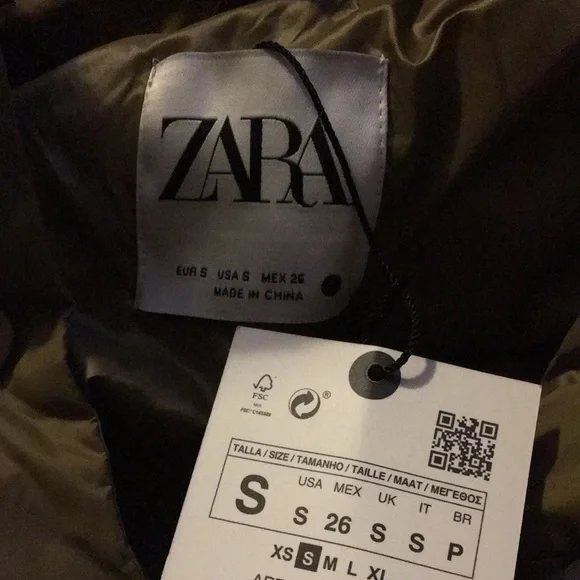 ZARA
EUR S USA S MEX 26
MADE IN CHINA
FSC
®
TALLA / SIZE / TAMANHO / TAILLE / MAAT / ΜΕΓΕΘΟΣ
USA MEX UK IT BR
S S 26 S S P
XS S M L XL